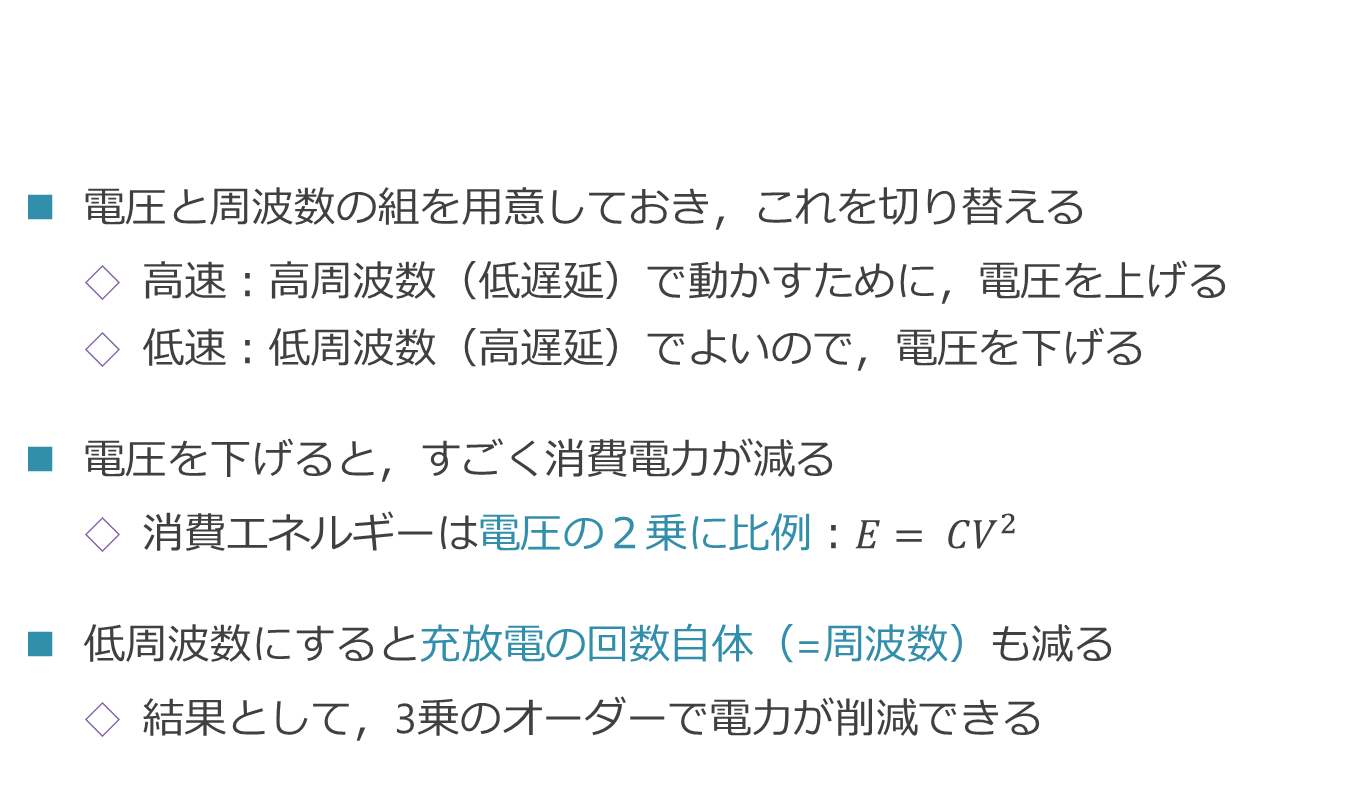 ■ 電圧と周波数の組を用意しておき，これを切り替える
◇ 高速：高周波数（低遅延）で動かすために，電圧を上げる
◇ 低速：低周波数（高遅延）でよいので，電圧を下げる
■ 電圧を下げると，すごく消費電力が減る
◇ 消費エネルギーは電圧の２乗に比例：E = CV²
■ 低周波数にすると充放電の回数自体（=周波数）も減る
◇ 結果として，3乗のオーダーで電力が削減できる